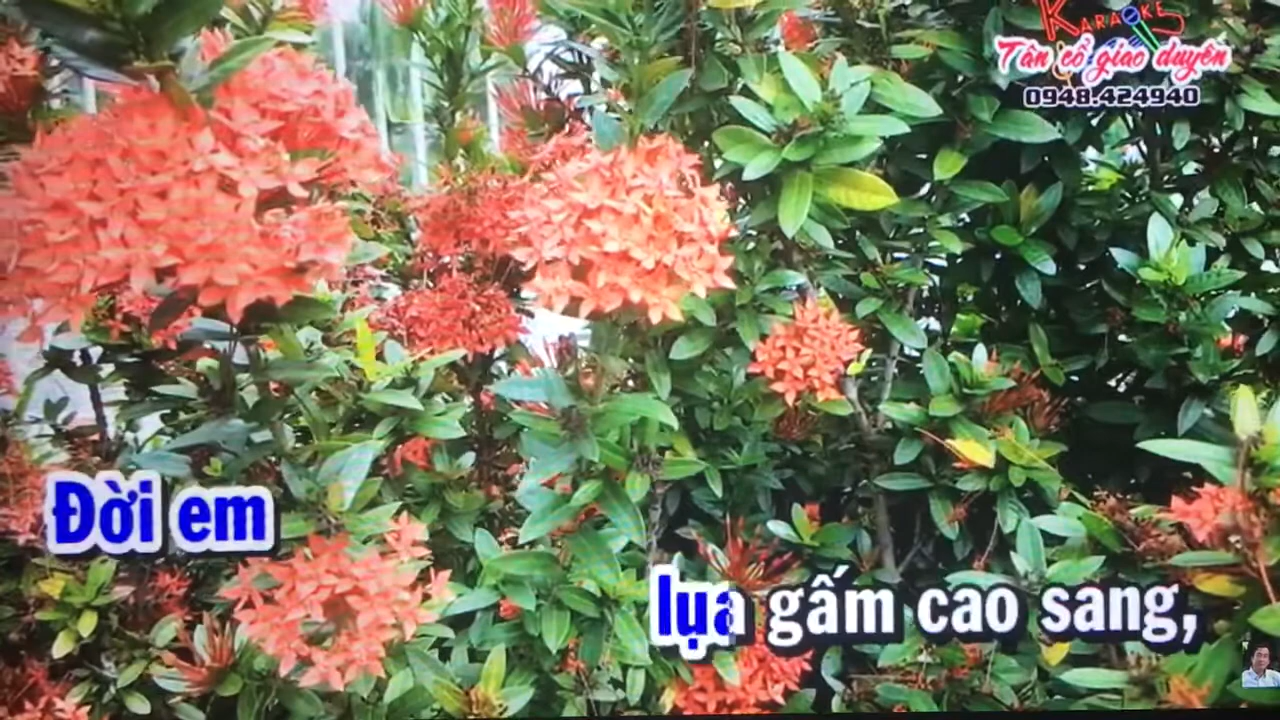 KARAOKE
Tân cổ giao duyên
0948.424940
Đời em
lụa gấm cao sang,